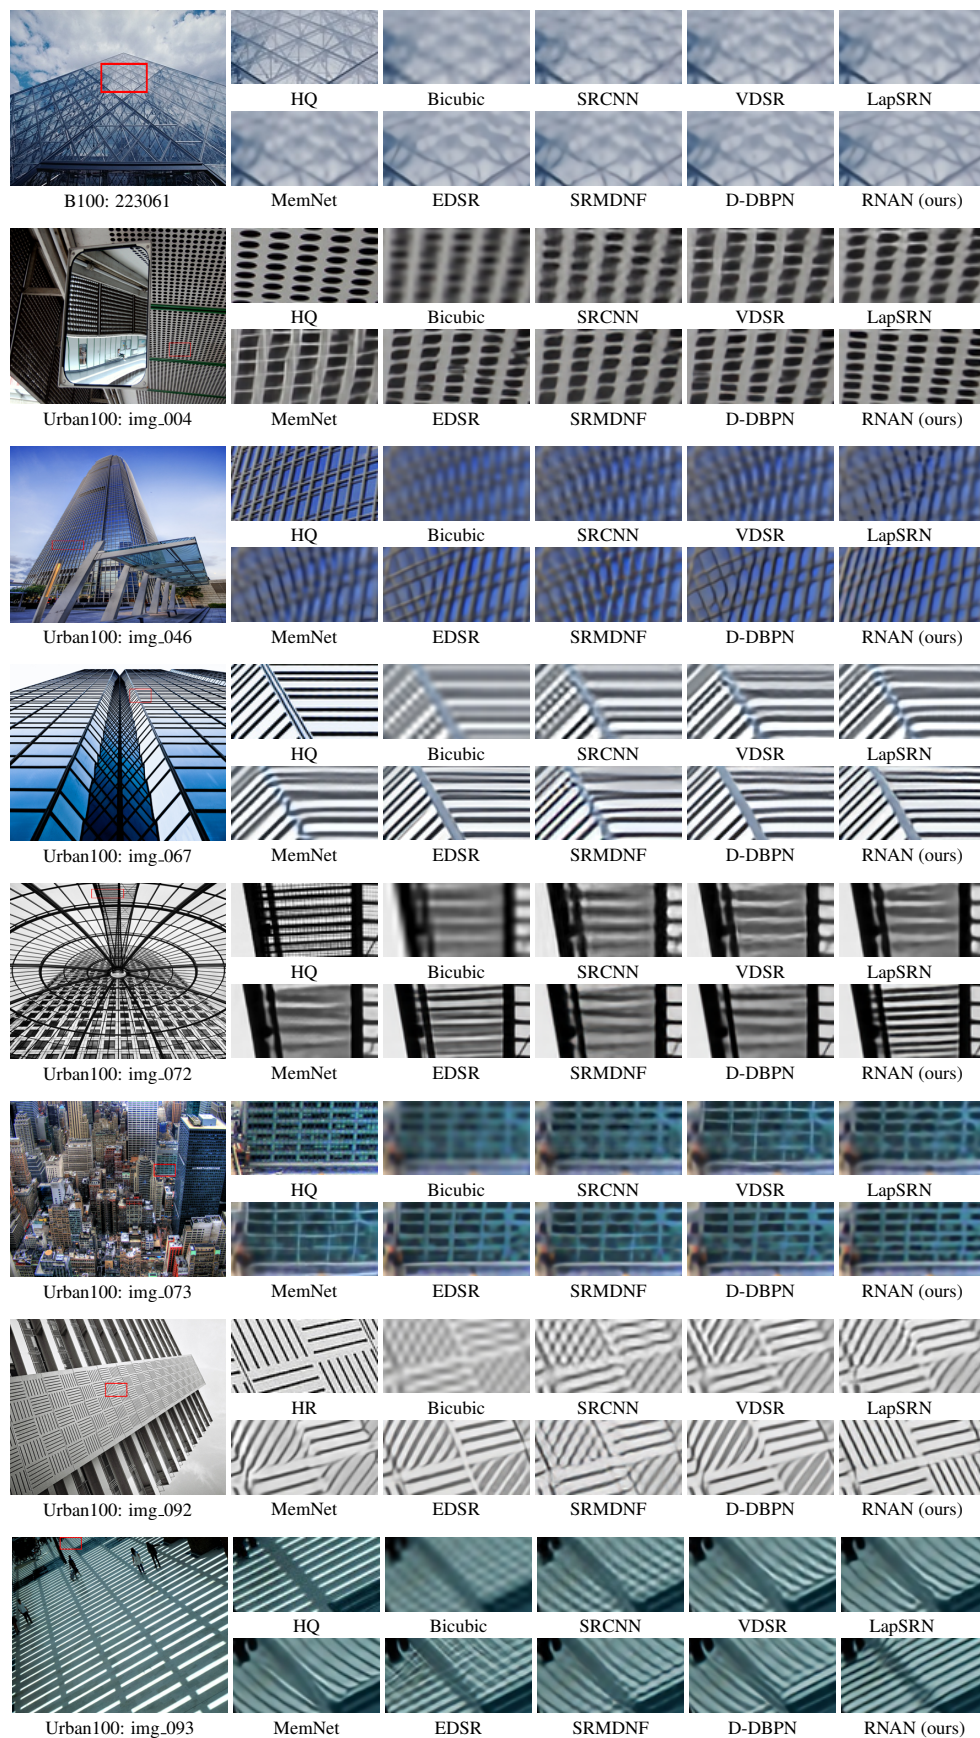 HQ Bicubic SRCNN VDSR LapSRN
MemNet EDSR SRMDNF D-DBPN RNAN (ours)
B100: 223061
HQ Bicubic SRCNN VDSR LapSRN
MemNet EDSR SRMDNF D-DBPN RNAN (ours)
Urban100: img_004
HQ Bicubic SRCNN VDSR LapSRN
MemNet EDSR SRMDNF D-DBPN RNAN (ours)
Urban100: img_046
HQ Bicubic SRCNN VDSR LapSRN
MemNet EDSR SRMDNF D-DBPN RNAN (ours)
Urban100: img_067
HQ Bicubic SRCNN VDSR LapSRN
MemNet EDSR SRMDNF D-DBPN RNAN (ours)
Urban100: img_072
HQ Bicubic SRCNN VDSR LapSRN
MemNet EDSR SRMDNF D-DBPN RNAN (ours)
Urban100: img_073
HR Bicubic SRCNN VDSR LapSRN
MemNet EDSR SRMDNF D-DBPN RNAN (ours)
Urban100: img_092
HQ Bicubic SRCNN VDSR LapSRN
MemNet EDSR SRMDNF D-DBPN RNAN (ours)
Urban100: img_093